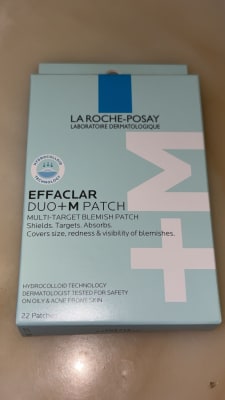 LA ROCHE-POSAY
LABORATOIRE DERMATOLOGIQUE
HYDROCOLLOID
EFFACLAR
DUO+M PATCH
MULTI-TARGET BLEMISH PATCH
Shields. Targets. Absorbs.
Covers size, redness & visibility of blemishes.
+M
HYDROCOLLOID TECHNOLOGY
DERMATOLOGIST TESTED FOR SAFETY
ON OILY & ACNE PRONE SKIN
22 Patches